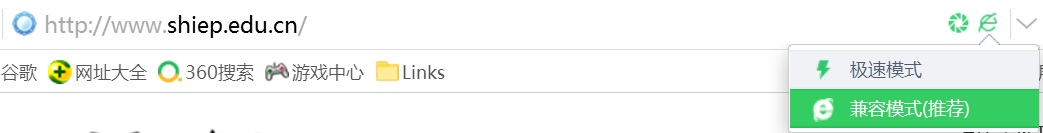 http://www.shiep.edu.cn/
谷歌 网址大全 360搜索 游戏中心 Links
极速模式
兼容模式(推荐)